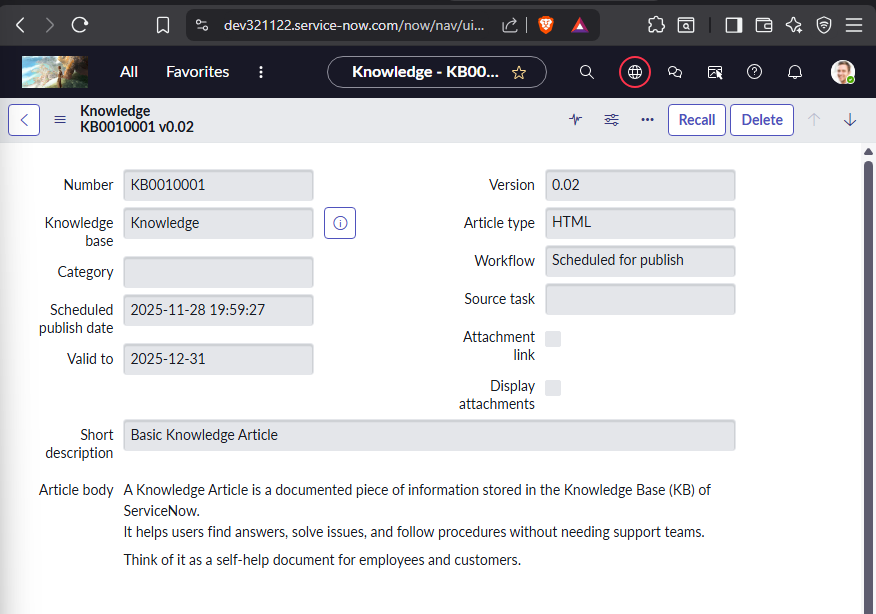 dev321122.service-now.com/now/nav/ui...
All Favorites Knowledge - KB00...
Knowledge
KB0010001 v0.02
Recall Delete
Number KB0010001
Version 0.02
Knowledge base Knowledge
Article type HTML
Category
Workflow Scheduled for publish
Scheduled publish date 2025-11-28 19:59:27
Source task
Valid to 2025-12-31
Attachment link
Display attachments
Short description Basic Knowledge Article
Article body A Knowledge Article is a documented piece of information stored in the Knowledge Base (KB) of
ServiceNow.
It helps users find answers, solve issues, and follow procedures without needing support teams.
Think of it as a self-help document for employees and customers.